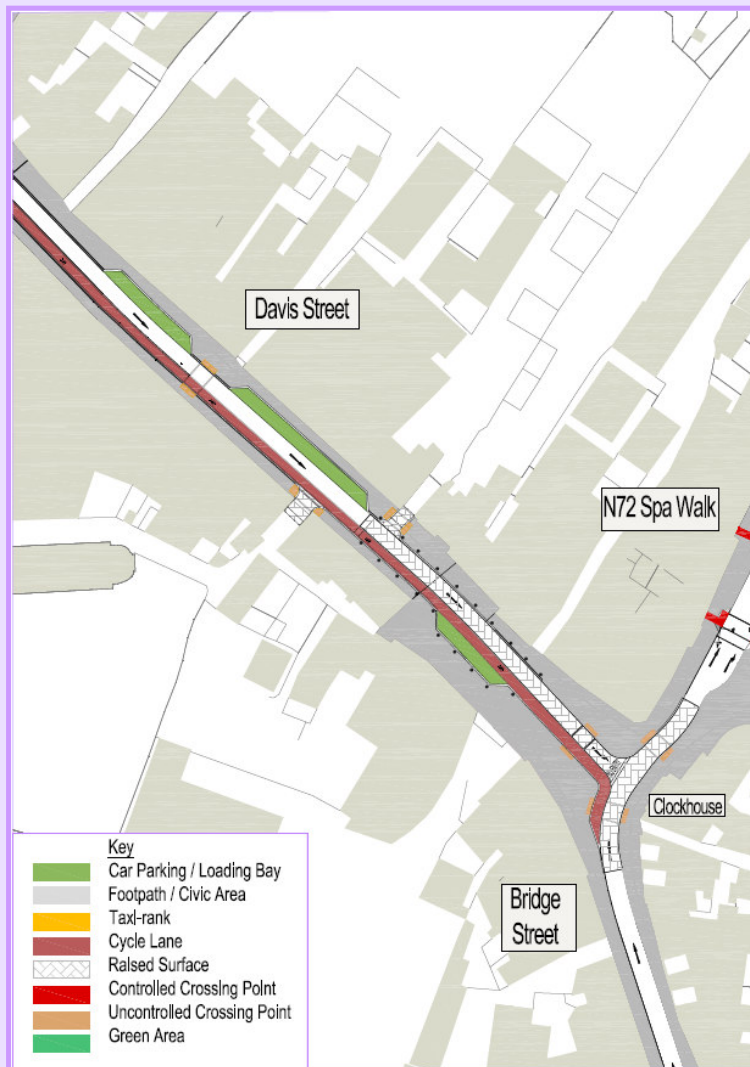 Davis Street
N72 Spa Walk
Clockhouse
Bridge
Street
Key
Car Parking / Loading Bay
Footpath / Civic Area
Taxi-rank
Cycle Lane
Raised Surface
Controlled Crossing Point
Uncontrolled Crossing Point
Green Area